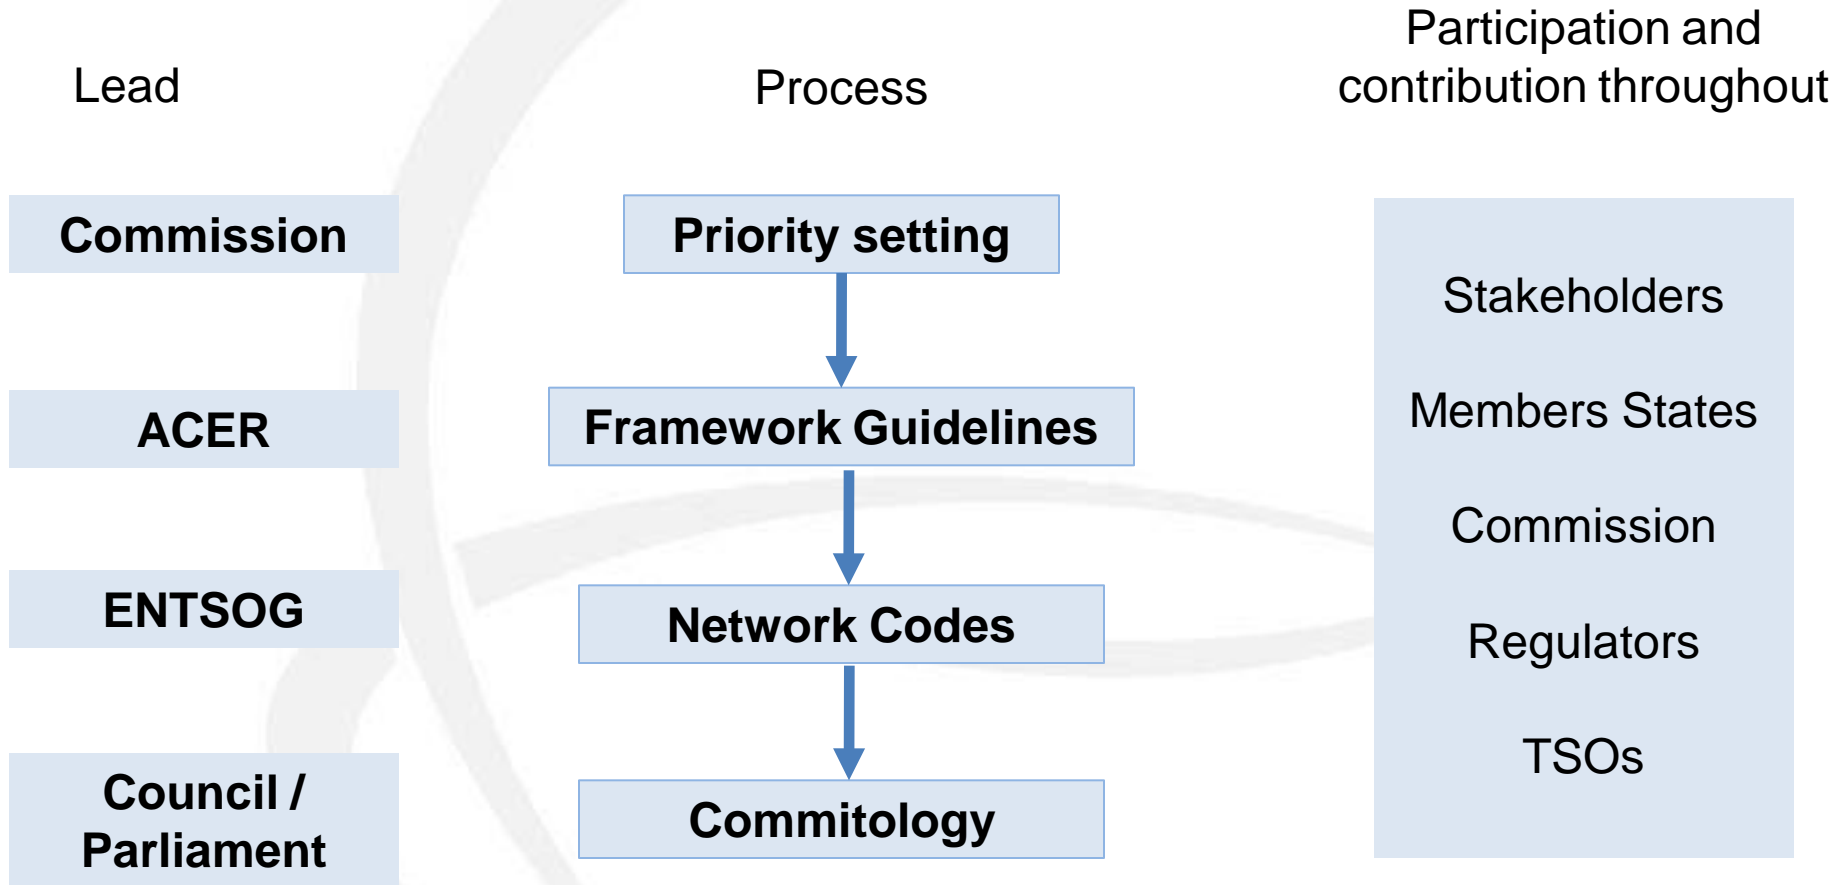 Lead
Process
Participation and
contribution throughout
Commission
Priority setting
ACER
Framework Guidelines
ENTSOG
Network Codes
Council /
Parliament
Commitology
Stakeholders
Members States
Commission
Regulators
TSOs